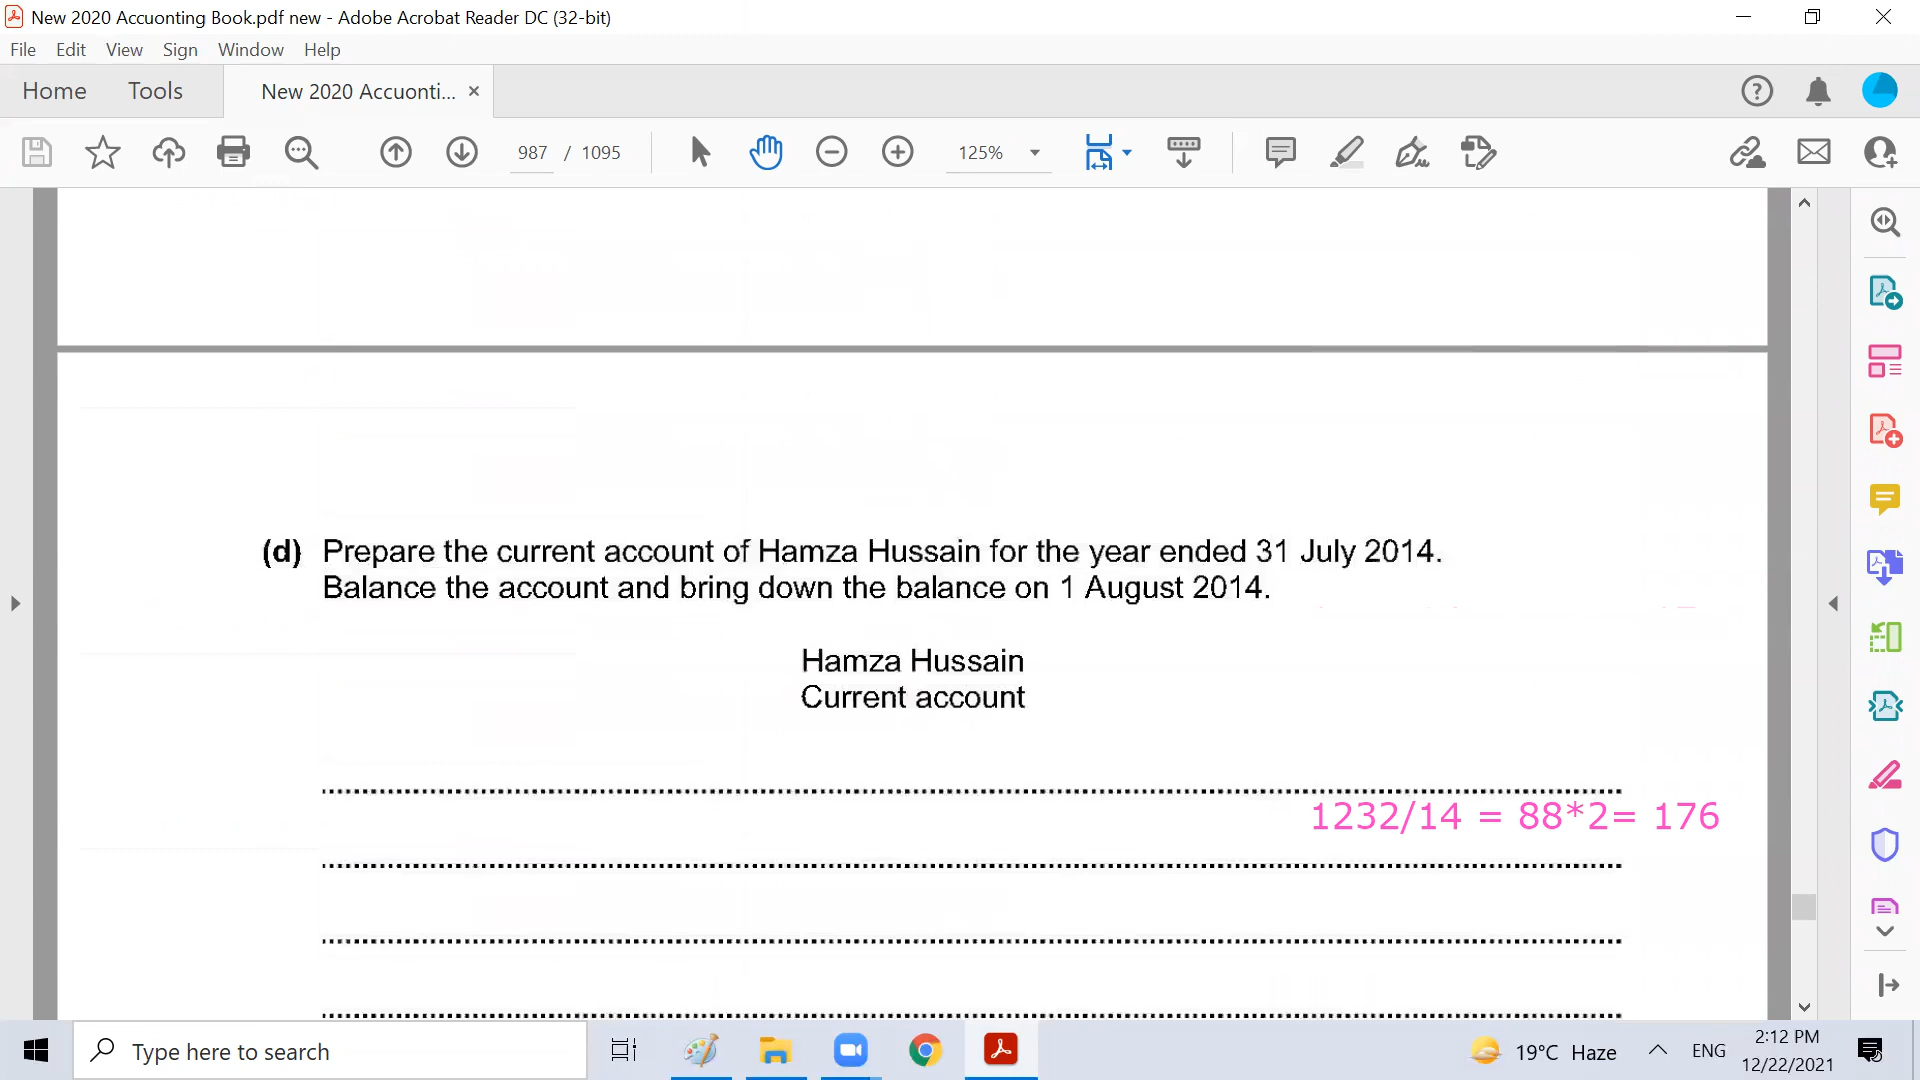 New 2020 Accuonting Book.pdf new - Adobe Acrobat Reader DC (32-bit)
File Edit View Sign Window Help
Home Tools New 2020 Accuonti... ×
987 / 1095 125%
(d) Prepare the current account of Hamza Hussain for the year ended 31 July 2014.
Balance the account and bring down the balance on 1 August 2014.
Hamza Hussain
Current account
1232/14 = 88*2= 176
Type here to search
19°C Haze
ENG
2:12 PM
12/22/2021